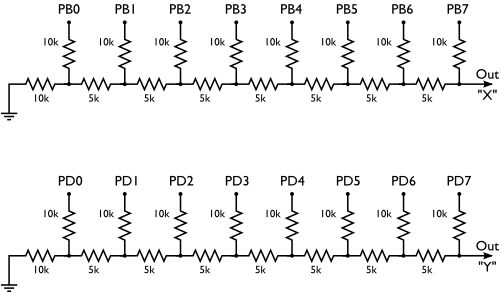 PB0 PB1 PB2 PB3 PB4 PB5 PB6 PB7
10k 10k 10k 10k 10k 10k 10k 10k
Out
10k 5k 5k 5k 5k 5k 5k 5k "X"
PD0 PD1 PD2 PD3 PD4 PD5 PD6 PD7
10k 10k 10k 10k 10k 10k 10k 10k
Out
10k 5k 5k 5k 5k 5k 5k 5k "Y"